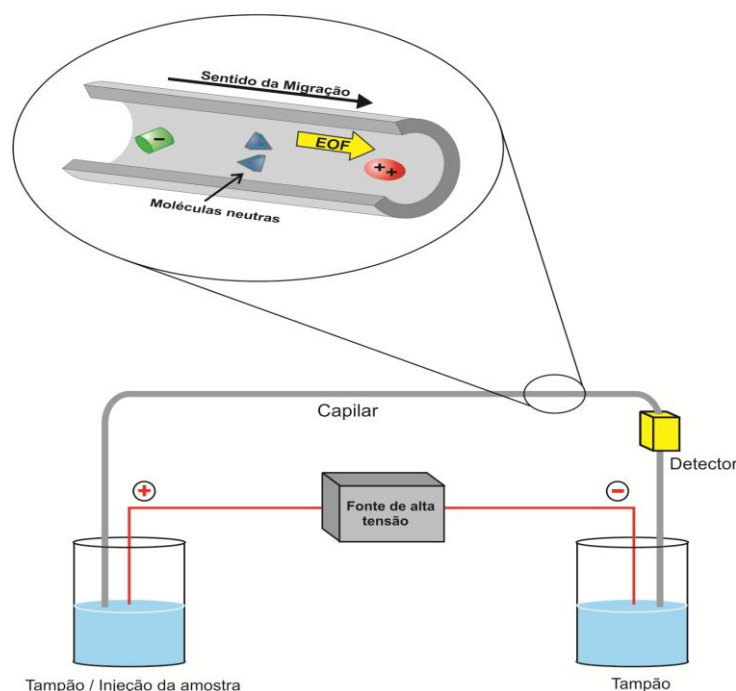 Sentido da Migração
EOF
-
++
Moléculas neutras
Capilar
Detector
+
-
Fonte de alta
tensão
Tampão / Injeção da amostra
Tampão